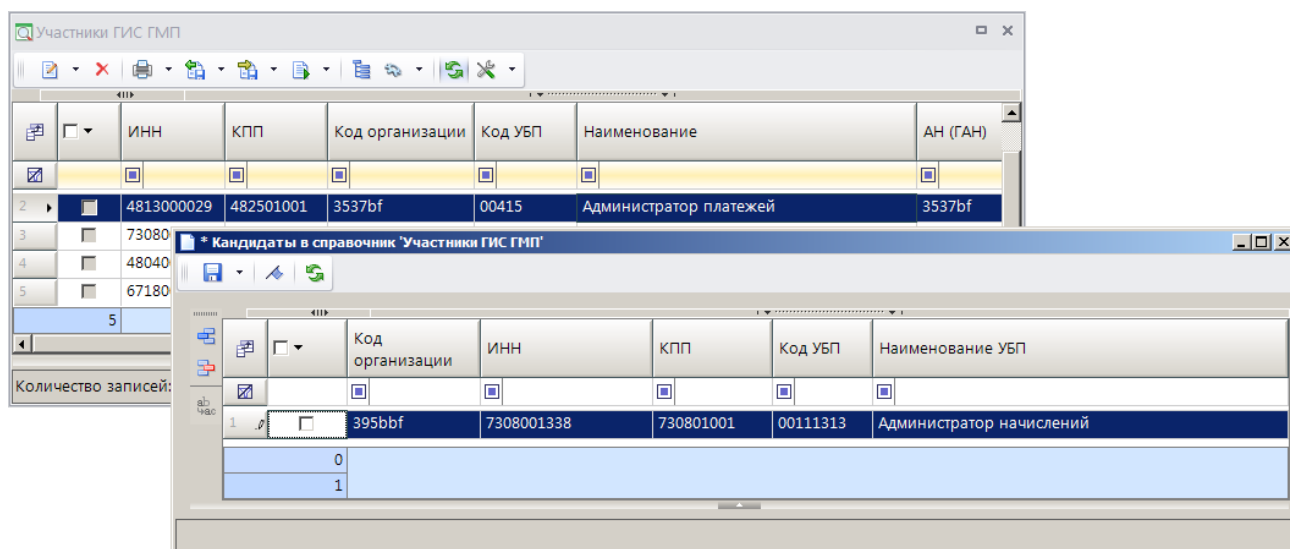 Участники ГИС ГМП
ИНН КПП Код организации Код УБП Наименование АН (ГАН)
2 4813000029 482501001 3537bf 00415 Администратор платежей 3537bf
3 73080
4 48040
5 67180
5
Количество записей:
* Кандидаты в справочник 'Участники ГИС ГМП'
Код
организации ИНН КПП Код УБП Наименование УБП
ab
1 395bbf 7308001338 730801001 00111313 Администратор начислений
0
1